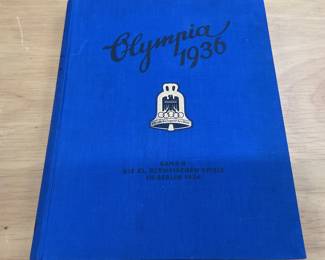 Olympia
1936
BAND II
DIE XI. OLYMPISCHEN SPIELE
IN BERLIN 1936